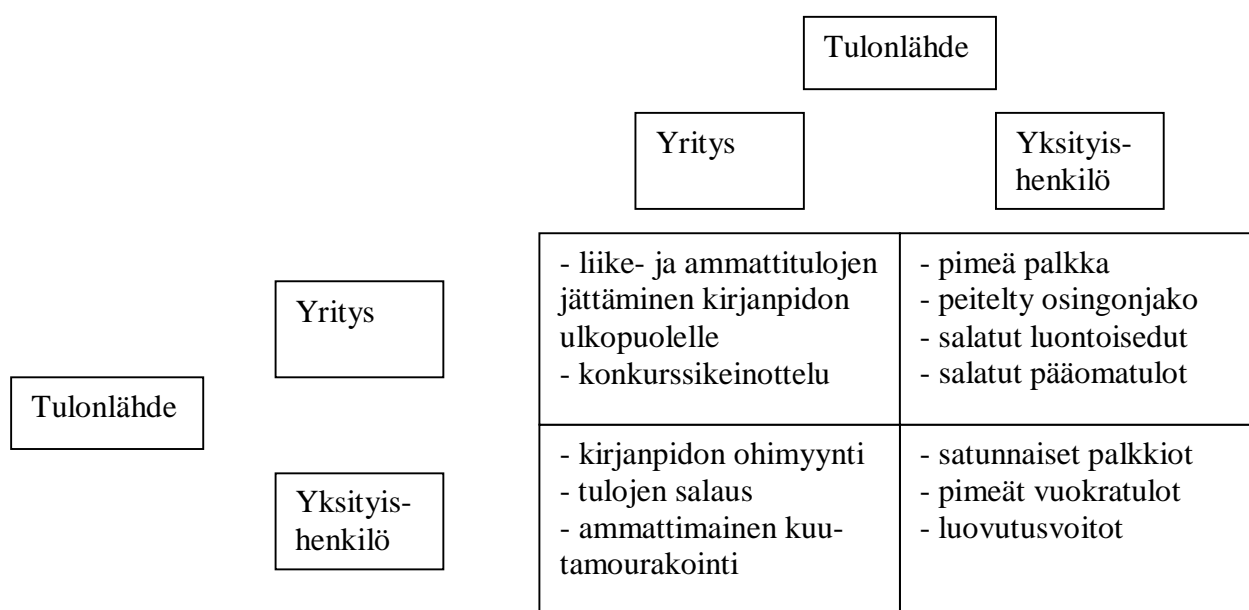 Tulonlähde
Yritys
Yksityis-
henkilö
Tulonlähde
Yritys
- liike- ja ammattitulojen
jättäminen kirjanpidon
ulkopuolelle
- konkurssikeinottelu
- pimeä palkka
- peitelty osingonjako
- salatut luontoisedut
- salatut pääomatulot
Yksityis-
henkilö
- kirjanpidon ohimyynti
- tulojen salaus
- ammattimainen kuu-
tamourakointi
- satunnaiset palkkiot
- pimeät vuokratulot
- luovutusvoitot